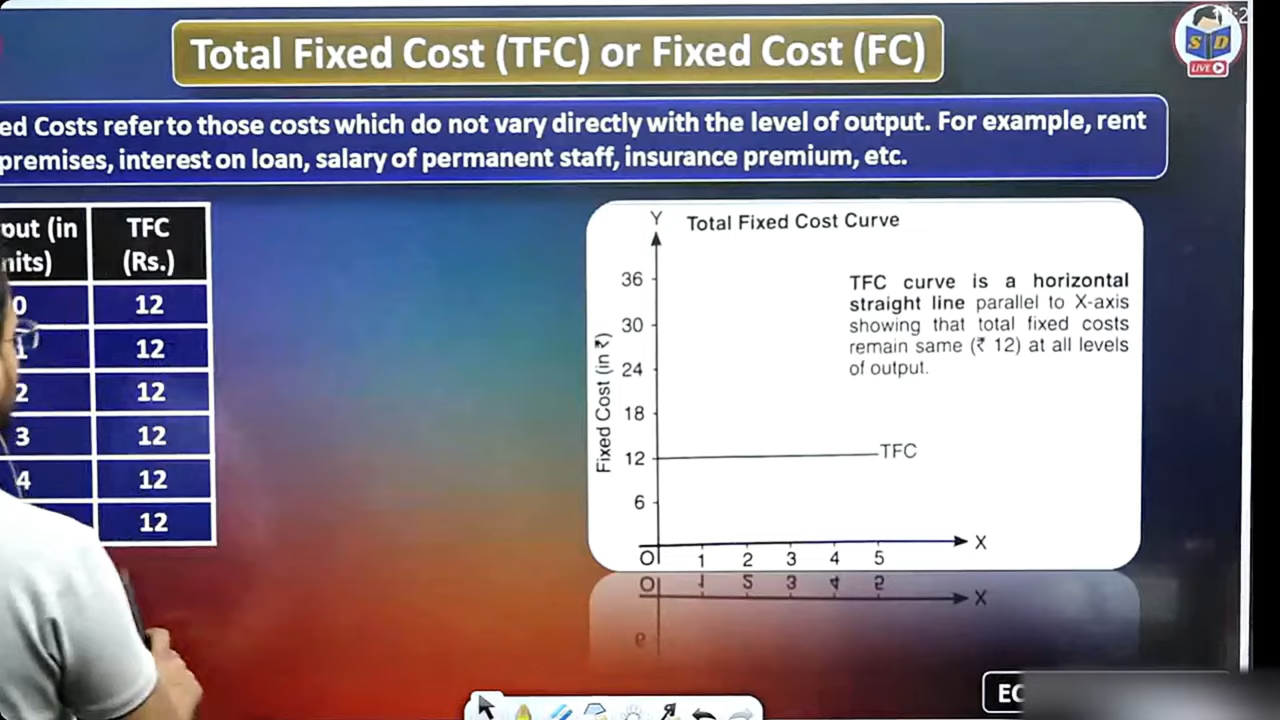 Total Fixed Cost (TFC) or Fixed Cost (FC)
S D
LIVE
ed Costs refer to those costs which do not vary directly with the level of output. For example, rent
premises, interest on loan, salary of permanent staff, insurance premium, etc.
put (in TFC
nits) (Rs.)
0 12
1 12
2 12
3 12
4 12
12
Y Total Fixed Cost Curve
36
30
24
18
12
6
Fixed Cost (in ₹)
TFC curve is a horizontal
straight line parallel to X-axis
showing that total fixed costs
remain same (₹ 12) at all levels
of output.
TFC
X
O 1 2 3 4 5
EC